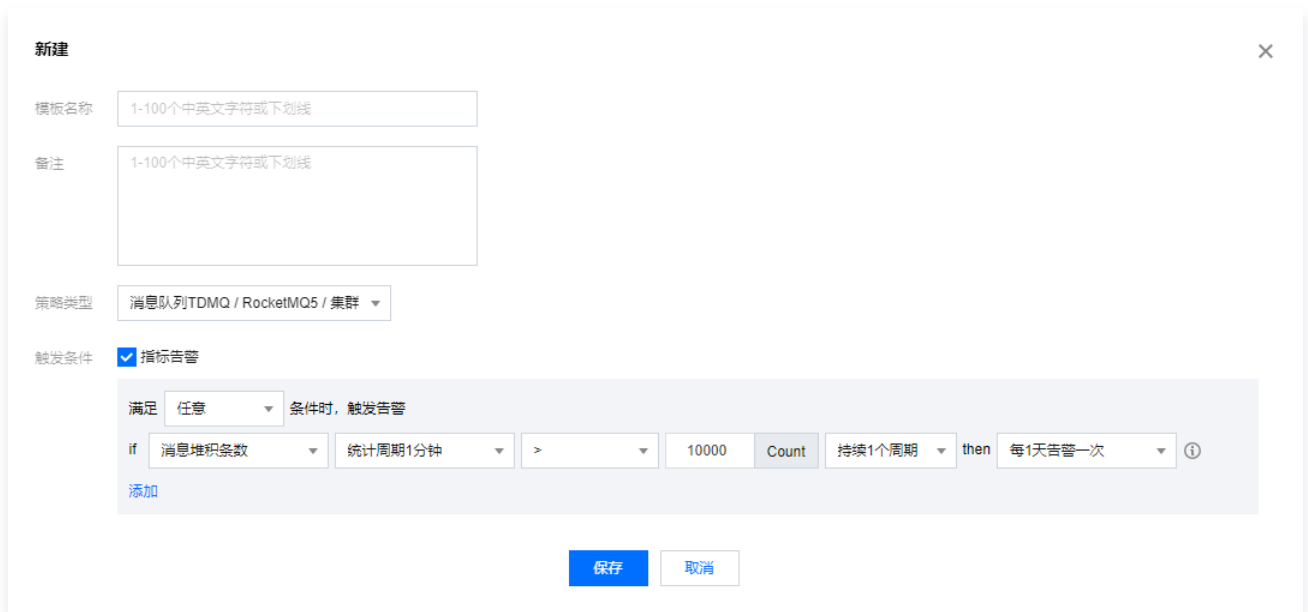 新建
模板名称 1-100个中英文字符或下划线
备注 1-100个中英文字符或下划线
策略类型 消息队列TDMQ / RocketMQ5 / 集群
触发条件 指标告警
满足 任意 条件时，触发告警
if 消息堆积条数 统计周期1分钟 > 10000 Count 持续1个周期 then 每1天告警一次
添加
保存 取消